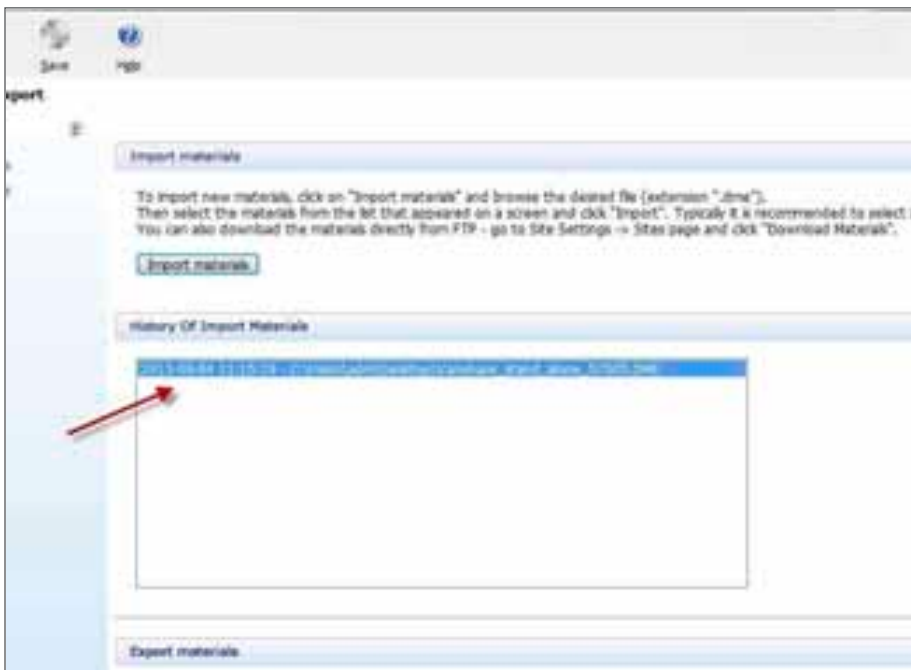 Save
Help
xport
Import materials
To import new materials, click on "Import materials" and browse the desired file (extension ".dme").
Then select the materials from the list that appeared on a screen and click "Import". Typically it is recommended to select
You can also download the materials directly from FTP - go to Site Settings -> Sites page and click "Download Materials".
Import materials
History Of Import Materials
Export materials